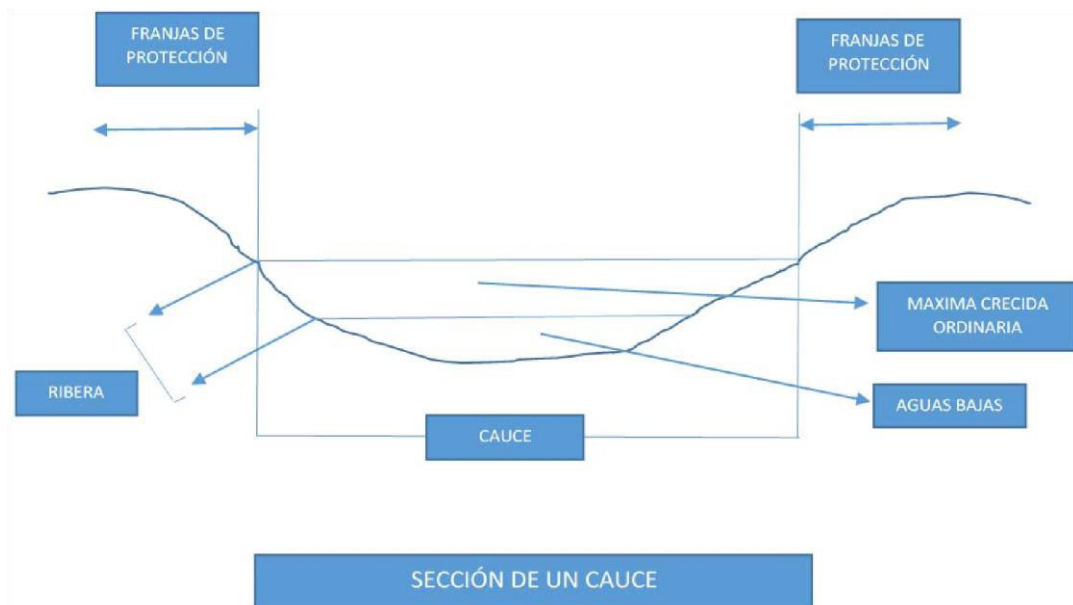 FRANJAS DE
PROTECCIÓN
FRANJAS DE
PROTECCIÓN
MAXIMA CRECIDA
ORDINARIA
RIBERA
AGUAS BAJAS
CAUCE
SECCIÓN DE UN CAUCE